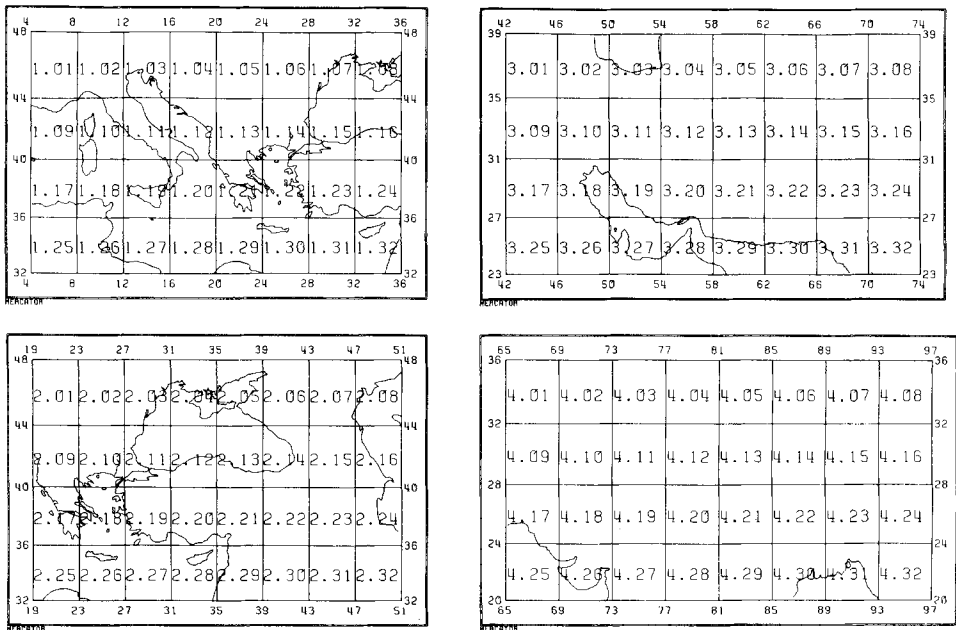 4 8 12 16 20 24 28 32 36
48 48
1.01 1.02 1.03 1.04 1.05 1.06 1.07 1.08
44 44
1.09 1.10 1.11 1.12 1.13 1.14 1.15 1.16
40 40
1.17 1.18 1.19 1.20 1.21 1.22 1.23 1.24
36 36
1.25 1.26 1.27 1.28 1.29 1.30 1.31 1.32
32 32
4 8 12 16 20 24 28 32 36
MERCATOR
42 46 50 54 58 62 66 70 74
39 39
3.01 3.02 3.03 3.04 3.05 3.06 3.07 3.08
35 35
3.09 3.10 3.11 3.12 3.13 3.14 3.15 3.16
31 31
3.17 3.18 3.19 3.20 3.21 3.22 3.23 3.24
27 27
3.25 3.26 3.27 3.28 3.29 3.30 3.31 3.32
23 23
42 46 50 54 58 62 66 70 74
MERCATOR
19 23 27 31 35 39 43 47 51
48 48
2.01 2.02 2.03 2.04 2.05 2.06 2.07 2.08
44 44
2.09 2.10 2.11 2.12 2.13 2.14 2.15 2.16
40 40
2.17 2.18 2.19 2.20 2.21 2.22 2.23 2.24
36 36
2.25 2.26 2.27 2.28 2.29 2.30 2.31 2.32
32 32
19 23 27 31 35 39 43 47 51
MERCATOR
65 69 73 77 81 85 89 93 97
36 36
4.01 4.02 4.03 4.04 4.05 4.06 4.07 4.08
32 32
4.09 4.10 4.11 4.12 4.13 4.14 4.15 4.16
28 28
4.17 4.18 4.19 4.20 4.21 4.22 4.23 4.24
24 24
4.25 4.26 4.27 4.28 4.29 4.30 4.31 4.32
20 20
65 69 73 77 81 85 89 93 97
MERCATOR